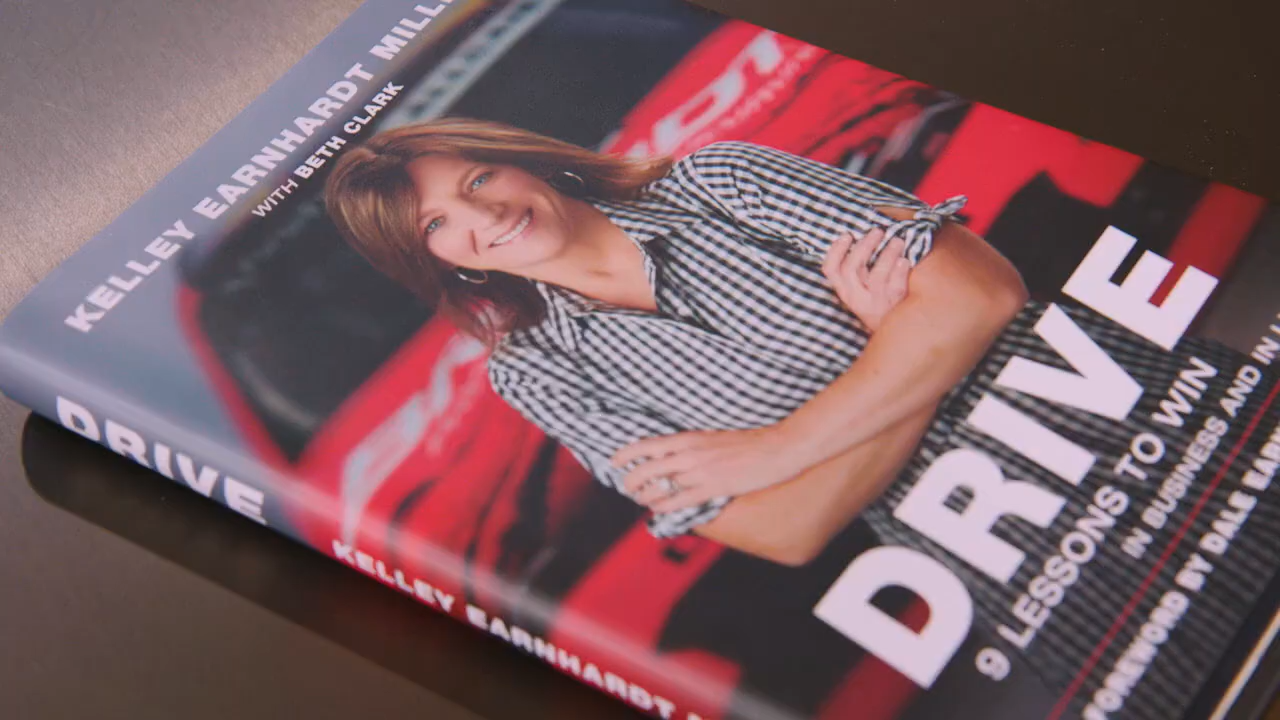 KELLEY EARNHARDT
WITH BETH CLARK
DRIVE
9 LESSONS TO WIN
IN BUSINESS AND IN
FOREWORD BY DALE
DRIVE
KELLEY EARNHARDT